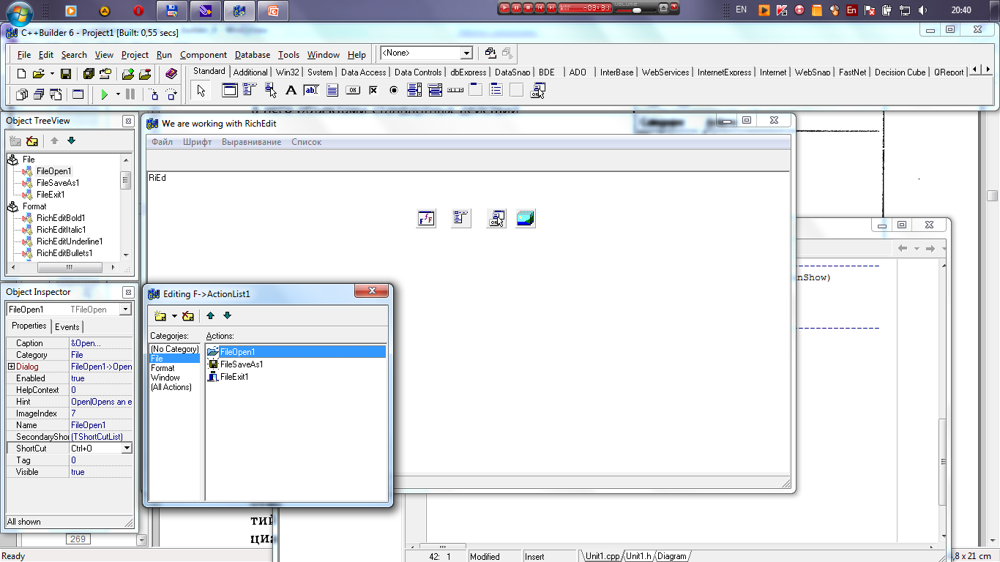 -03:33
VOLUME
EN
En
20:40
C++Builder 6 - Project1 [Built: 0,55 secs]
File Edit Search View Project Run Component Database Tools Window Help
<None>
Standard Additional Win32 System Data Access Data Controls dbExpress DataSnap BDE ADO InterBase WebServices InternetExpress Internet WebSnap FastNet Decision Cube QReport
Object TreeView
File
FileOpen1
FileSaveAs1
FileExit1
Format
RichEditBold1
RichEditItalic1
RichEditUnderline1
RichEditBullets1
We are working with RichEdit
Файл Шрифт Выравнивание Список
RiEd
Object Inspector
FileOpen1 TFileOpen
Properties Events
Caption &Open...
Category File
Dialog FileOpen1->Open
Enabled true
HelpContext 0
Hint Open|Opens an e
ImageIndex 7
Name FileOpen1
SecondaryShor (TShortCutList)
ShortCut Ctrl+O
Tag 0
Visible true
All shown
Editing F->ActionList1
Categories: Actions:
(No Category)
File
Format
Window
(All Actions)
FileOpen1
FileSaveAs1
FileExit1
nShow)
тий
циа
269
Ready
42: 1 Modified Insert Unit1.cpp Unit1.h Diagram
,8 x 21 cm